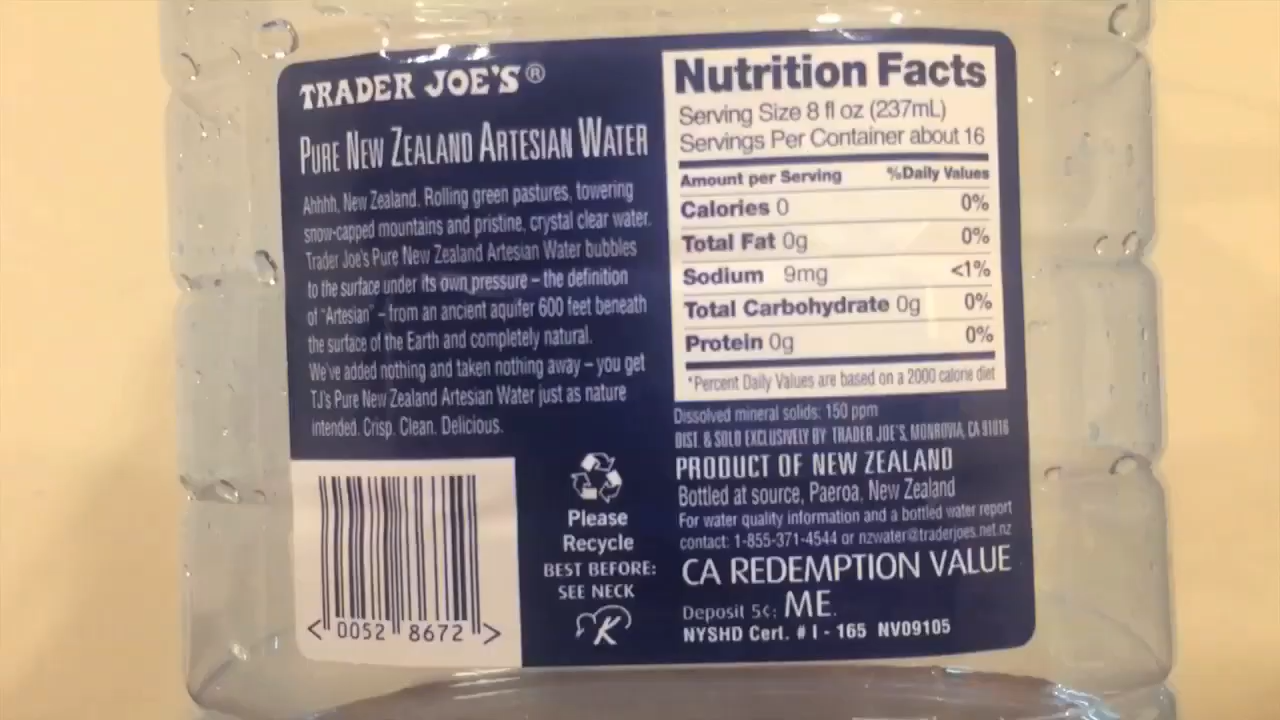 TRADER JOE'S®
PURE NEW ZEALAND ARTESIAN WATER
Ahhhh, New Zealand. Rolling green pastures, towering
snow-capped mountains and pristine, crystal clear water.
Trader Joe's Pure New Zealand Artesian Water bubbles
to the surface under its own pressure – the definition
of "Artesian" – from an ancient aquifer 600 feet beneath
the surface of the Earth and completely natural.
We've added nothing and taken nothing away – you get
TJ's Pure New Zealand Artesian Water just as nature
intended. Crisp. Clean. Delicious.
< 0052 8672 >
Please
Recycle
BEST BEFORE:
SEE NECK
K
Nutrition Facts
Serving Size 8 fl oz (237mL)
Servings Per Container about 16
Amount per Serving %Daily Values
Calories 0 0%
Total Fat 0g 0%
Sodium 9mg <1%
Total Carbohydrate 0g 0%
Protein 0g 0%
*Percent Daily Values are based on a 2000 calorie diet
Dissolved mineral solids: 150 ppm
DIST. & SOLD EXCLUSIVELY BY TRADER JOE'S, MONROVIA, CA 91016
PRODUCT OF NEW ZEALAND
Bottled at source, Paeroa, New Zealand
For water quality information and a bottled water report
contact: 1-855-371-4544 or nzwater@traderjoes.net.nz
CA REDEMPTION VALUE
Deposit 5¢: ME.
NYSHD Cert. # I - 165 NV09105